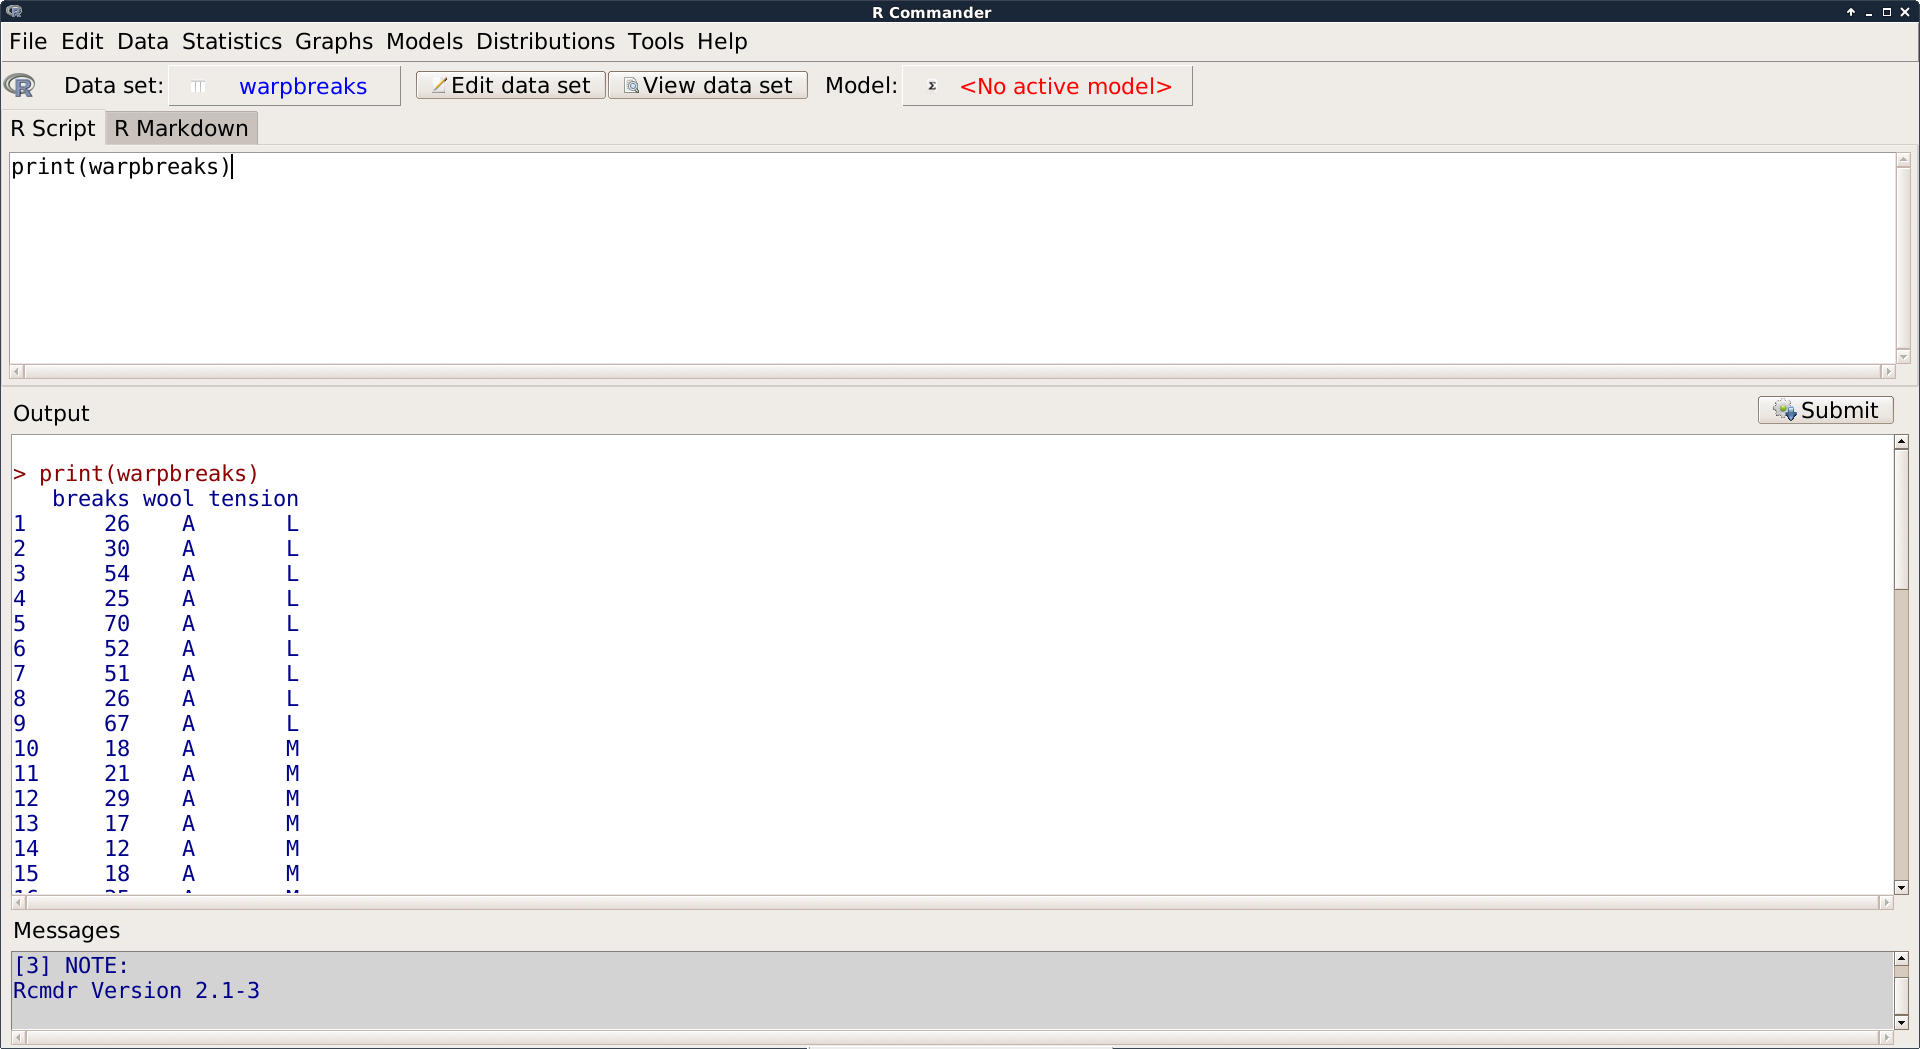 R Commander
File Edit Data Statistics Graphs Models Distributions Tools Help
Data set: warpbreaks Edit data set View data set Model: Σ <No active model>
R Script R Markdown
print(warpbreaks)
Output Submit
> print(warpbreaks)
   breaks wool tension
1      26    A       L
2      30    A       L
3      54    A       L
4      25    A       L
5      70    A       L
6      52    A       L
7      51    A       L
8      26    A       L
9      67    A       L
10     18    A       M
11     21    A       M
12     29    A       M
13     17    A       M
14     12    A       M
15     18    A       M
Messages
[3] NOTE:
Rcmdr Version 2.1-3